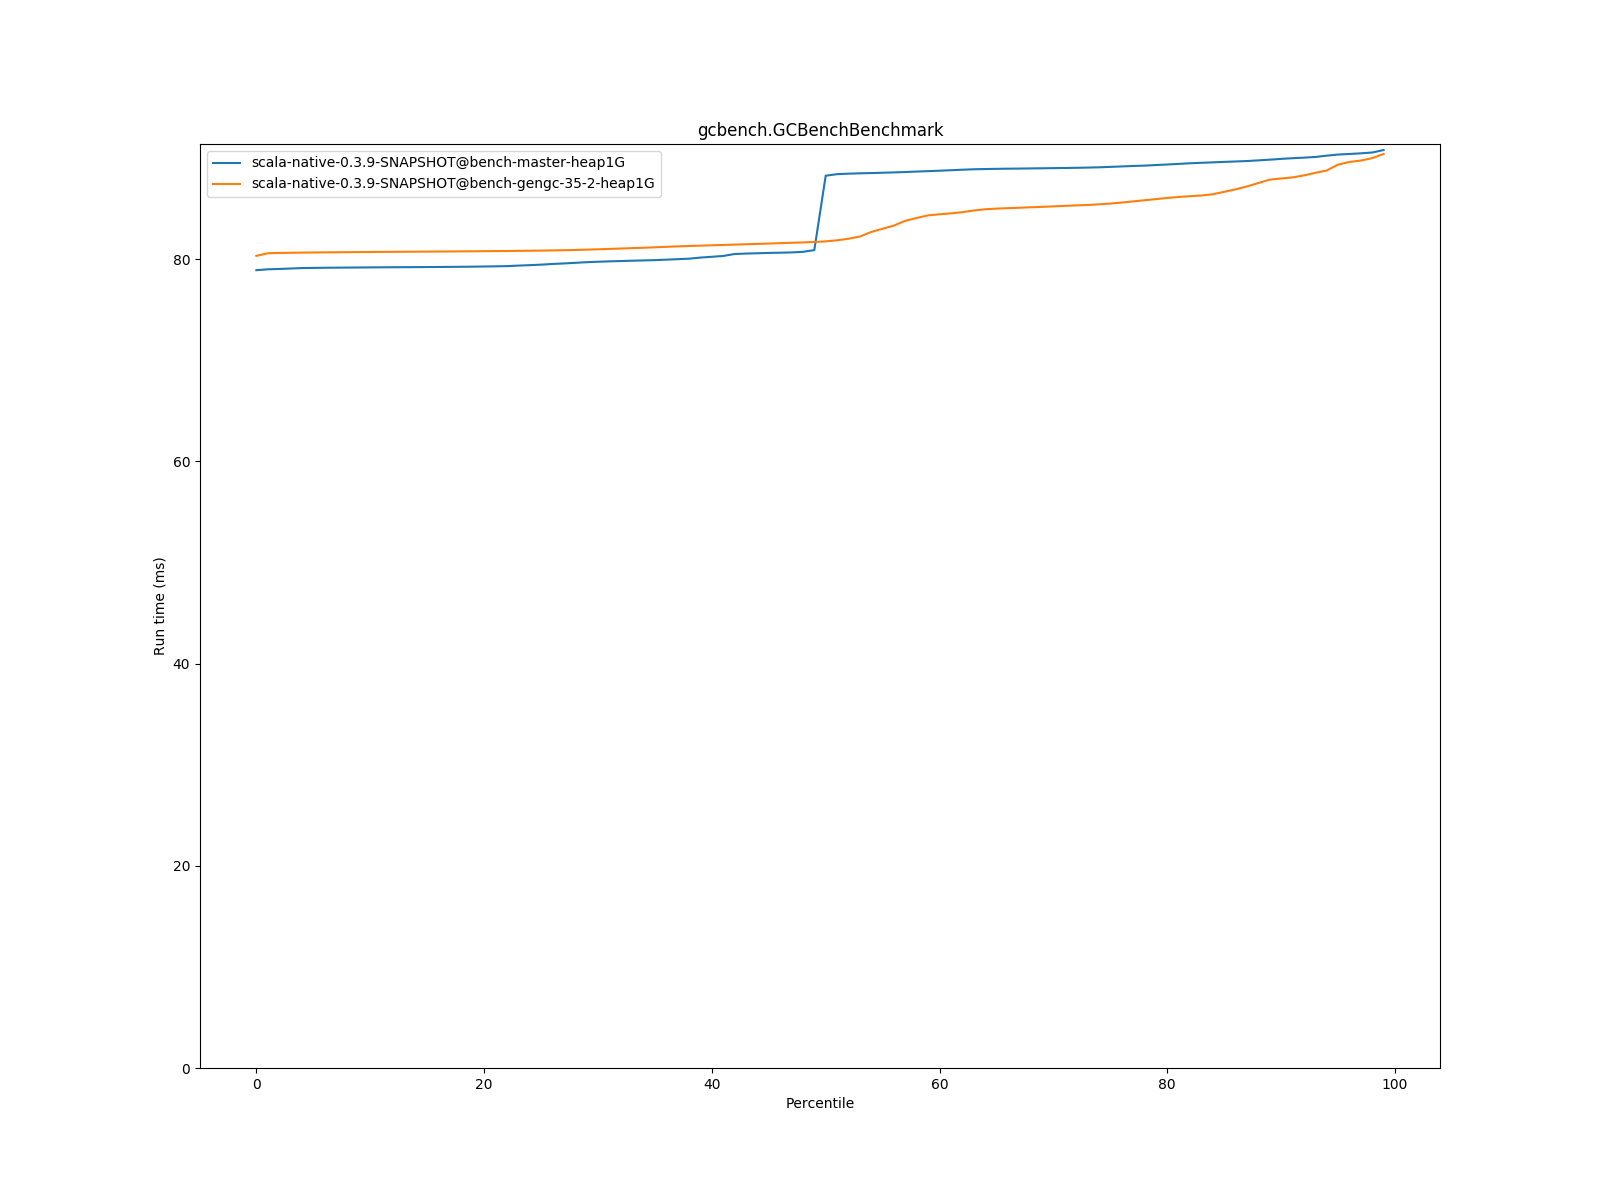 gcbench.GCBenchBenchmark
scala-native-0.3.9-SNAPSHOT@bench-master-heap1G
scala-native-0.3.9-SNAPSHOT@bench-gengc-35-2-heap1G
80
60
40
20
0
Run time (ms)
0 20 40 60 80 100
Percentile